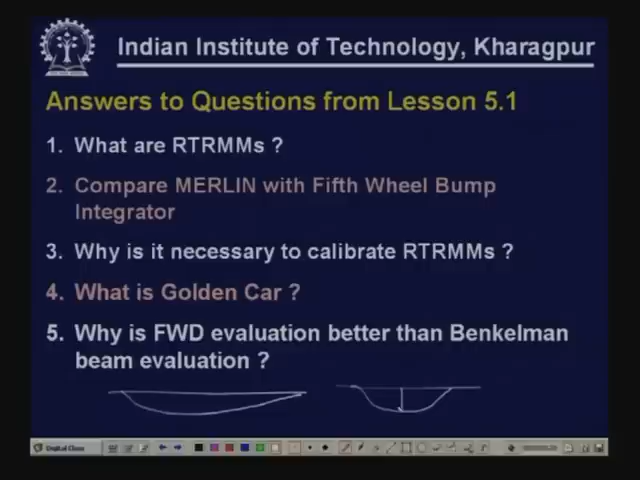 Indian Institute of Technology, Kharagpur
Answers to Questions from Lesson 5.1
1. What are RTRMMs ?
2. Compare MERLIN with Fifth Wheel Bump
Integrator
3. Why is it necessary to calibrate RTRMMs ?
4. What is Golden Car ?
5. Why is FWD evaluation better than Benkelman
beam evaluation ?
Digital Class